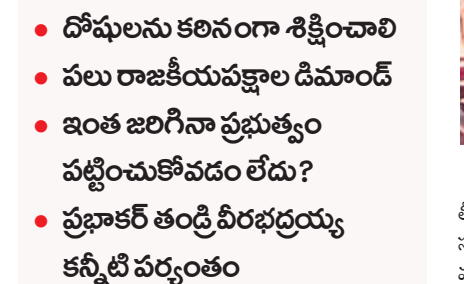 • దోషులను కఠినంగా శిక్షించాలి
• పలు రాజకీయపక్షాల డిమాండ్
• ఇంత జరిగినా ప్రభుత్వం
పట్టించుకోవడం లేదు?
• ప్రభాకర్ తండ్రి వీరభద్రయ్య
కన్నీటి పర్యంతం